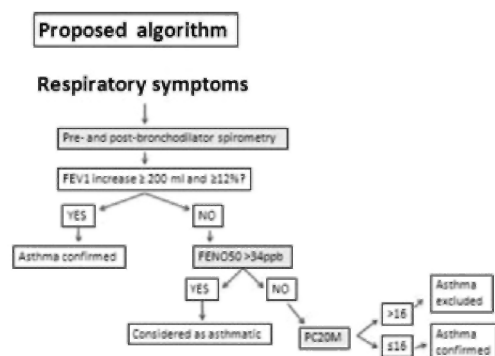 Proposed algorithm
Respiratory symptoms
Pre- and post-bronchodilator spirometry
FEV1 increase ≥ 200 ml and ≥12%?
YES
NO
Asthma confirmed
FENO50 >34ppb
YES
NO
Considered as asthmatic
PC20M
>16
Asthma
excluded
≤16
Asthma
confirmed